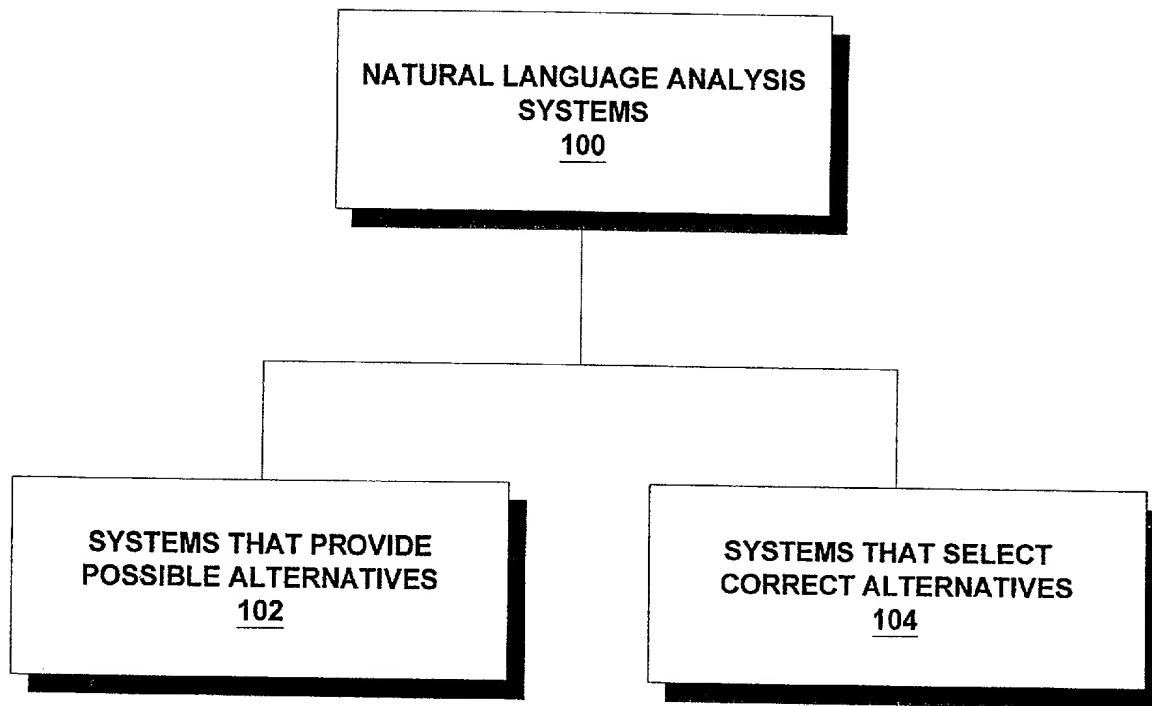 NATURAL LANGUAGE ANALYSIS
SYSTEMS
100
SYSTEMS THAT PROVIDE
POSSIBLE ALTERNATIVES
102
SYSTEMS THAT SELECT
CORRECT ALTERNATIVES
104